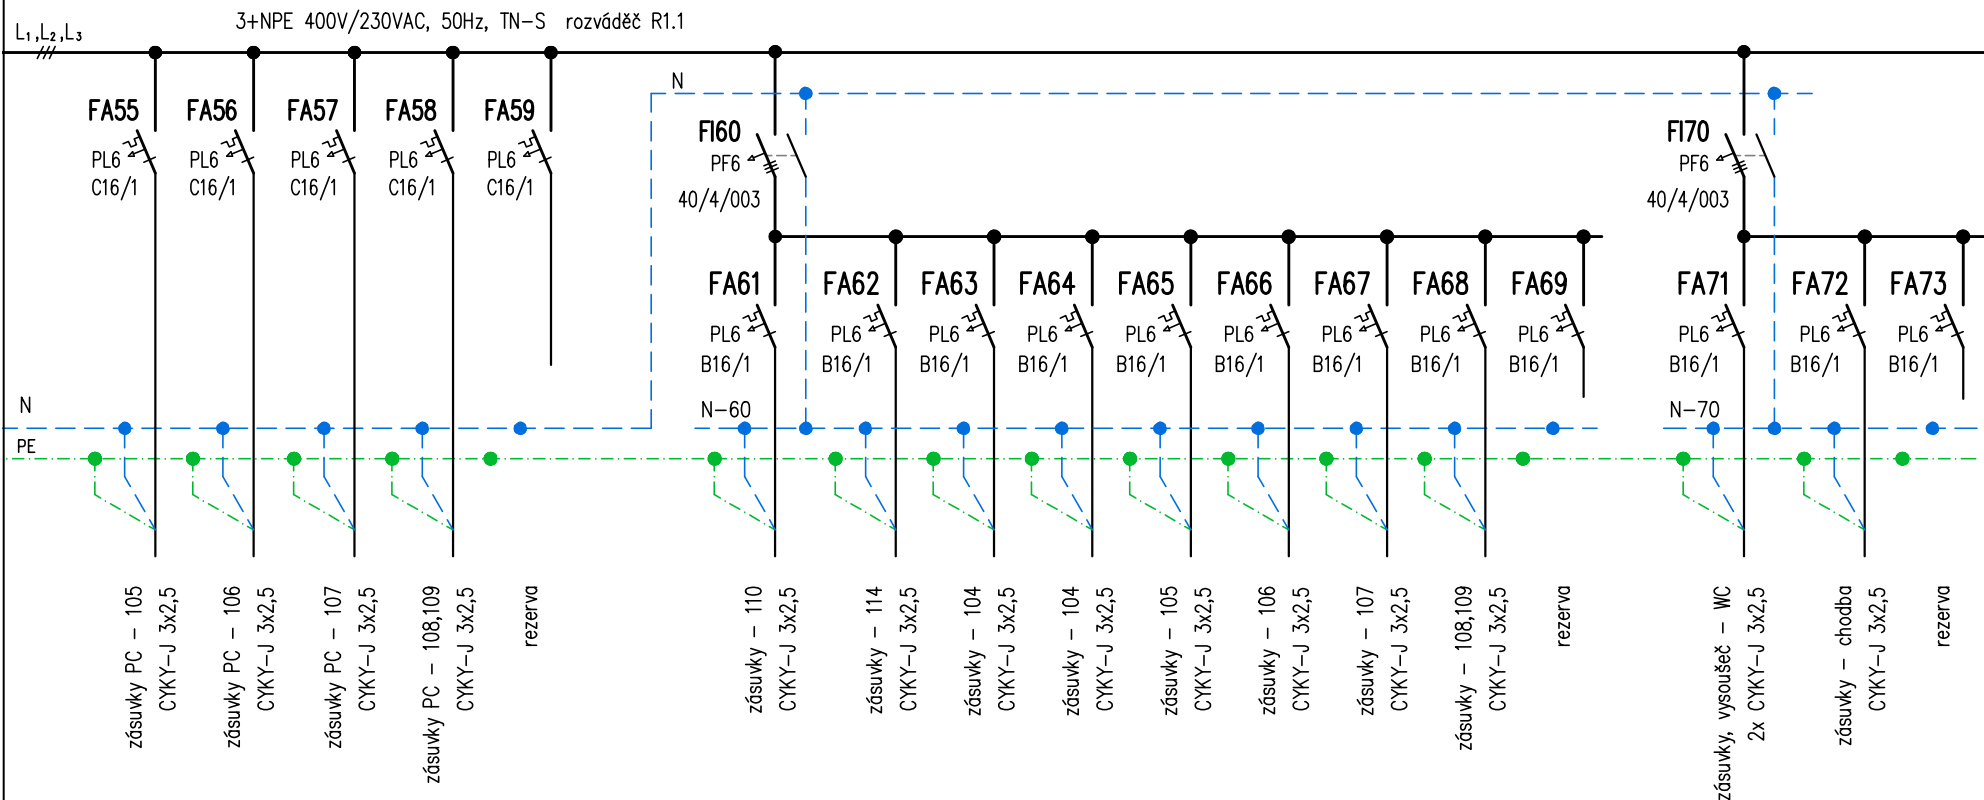 3+NPE 400V/230VAC, 50Hz, TN-S rozváděč R1.1
L1,L2,L3
N
FA55
PL6
C16/1
FA56
PL6
C16/1
FA57
PL6
C16/1
FA58
PL6
C16/1
FA59
PL6
C16/1
FI60
PF6
40/4/003
FI70
PF6
40/4/003
FA61
PL6
B16/1
FA62
PL6
B16/1
FA63
PL6
B16/1
FA64
PL6
B16/1
FA65
PL6
B16/1
FA66
PL6
B16/1
FA67
PL6
B16/1
FA68
PL6
B16/1
FA69
PL6
B16/1
FA71
PL6
B16/1
FA72
PL6
B16/1
FA73
PL6
B16/1
N
N-60
N-70
PE
zásuvky PC - 105
CYKY-J 3x2,5
zásuvky PC - 106
CYKY-J 3x2,5
zásuvky PC - 107
CYKY-J 3x2,5
zásuvky PC - 108,109
CYKY-J 3x2,5
rezerva
zásuvky - 110
CYKY-J 3x2,5
zásuvky - 114
CYKY-J 3x2,5
zásuvky - 104
CYKY-J 3x2,5
zásuvky - 104
CYKY-J 3x2,5
zásuvky - 105
CYKY-J 3x2,5
zásuvky - 106
CYKY-J 3x2,5
zásuvky - 107
CYKY-J 3x2,5
zásuvky - 108,109
CYKY-J 3x2,5
rezerva
zásuvky, vysoušeč - WC
2x CYKY-J 3x2,5
zásuvky - chodba
CYKY-J 3x2,5
rezerva